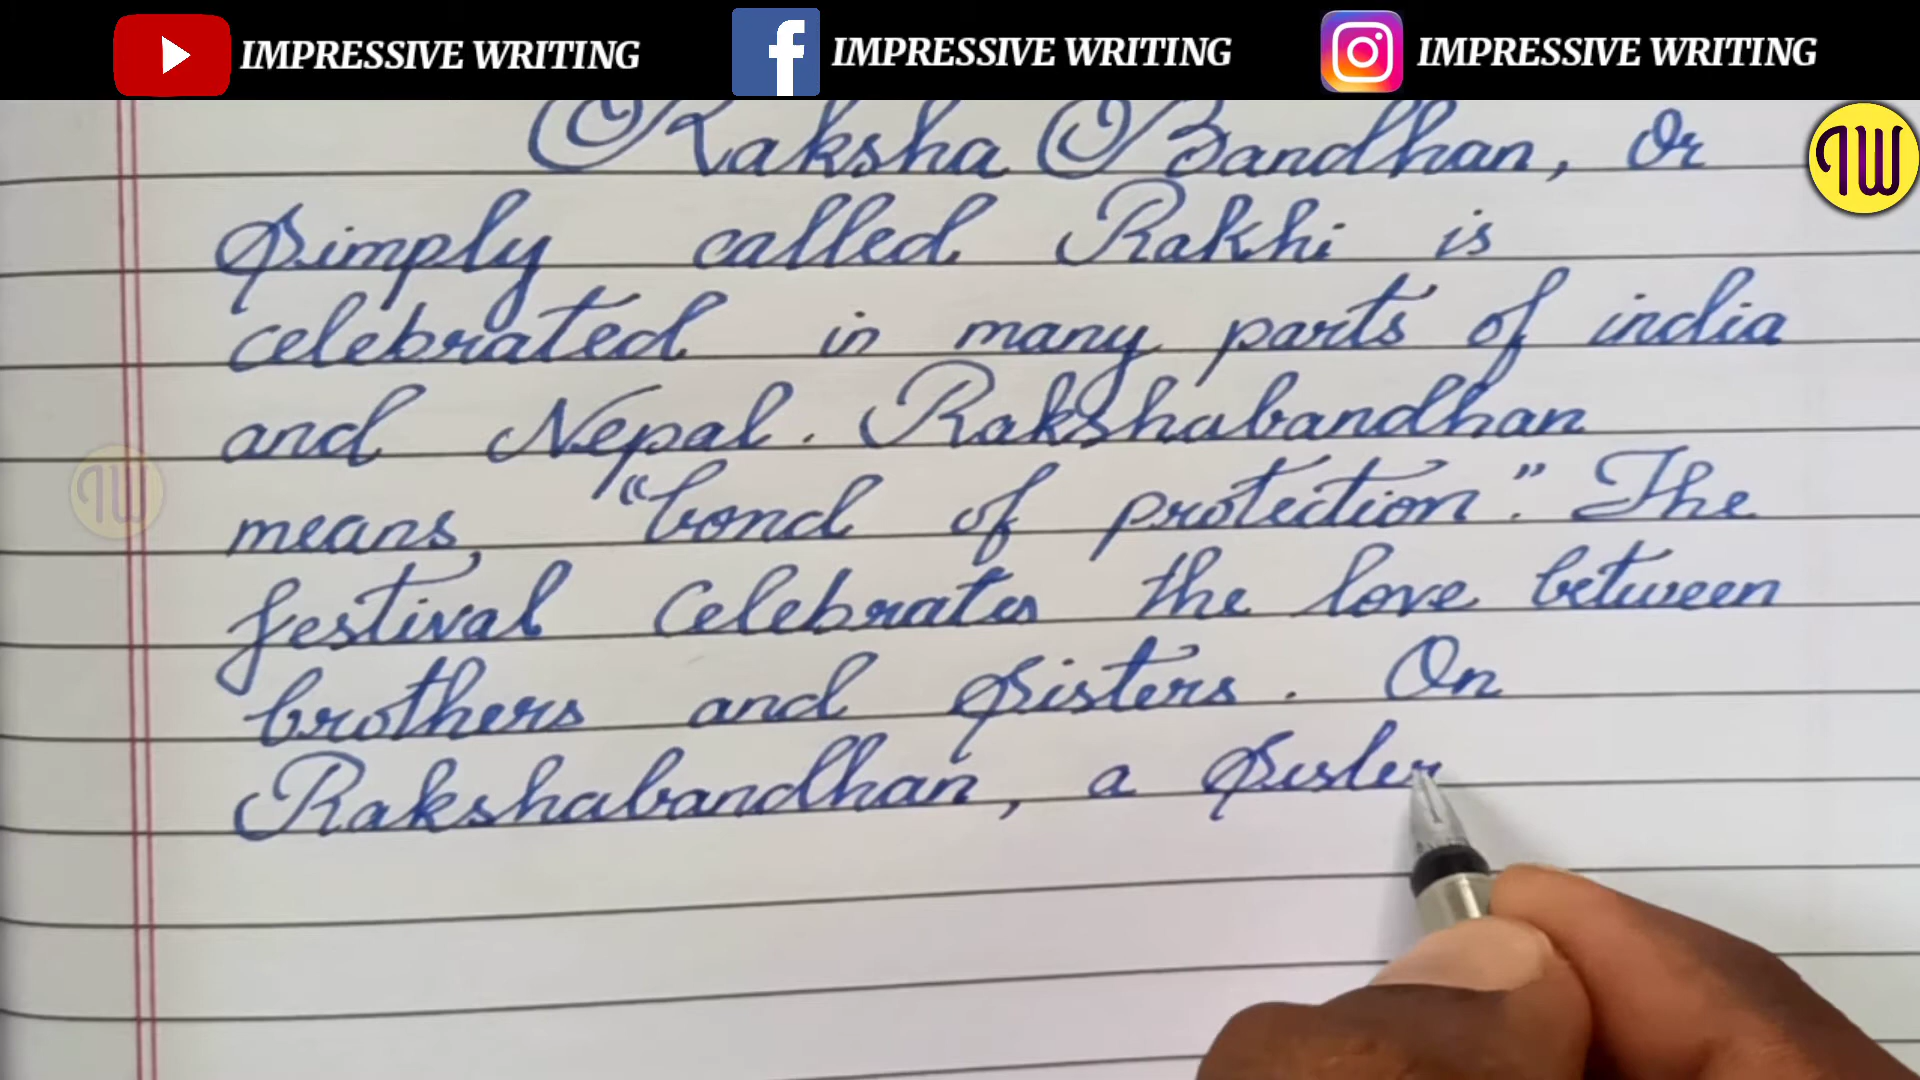 IMPRESSIVE WRITING IMPRESSIVE WRITING IMPRESSIVE WRITING
IW
Raksha Bandhan, Or
Simply called Rakhi is
celebrated in many parts of india
and Nepal. Rakshabandhan
means, "bond of protection". The
festival Celebrates the love between
brothers and Sisters. On
Rakshabandhan, a Sister
IW